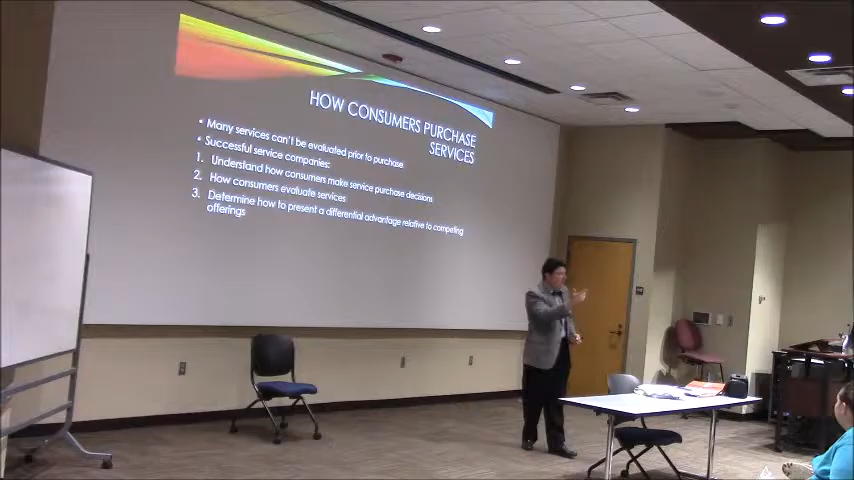 HOW CONSUMERS PURCHASE
SERVICES
• Many services can't be evaluated prior to purchase
• Successful service companies:
1. Understand how consumers make service purchase decisions
2. How consumers evaluate services
3. Determine how to present a differential advantage relative to competing
offerings